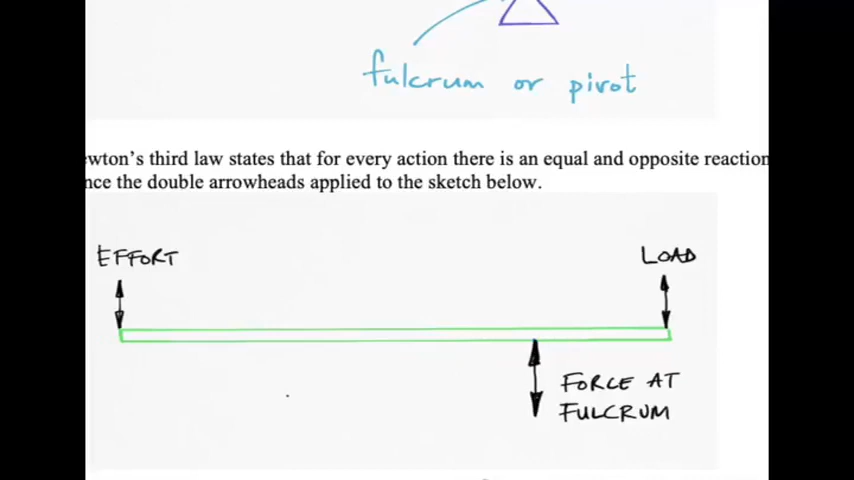 fulcrum or pivot
ewton's third law states that for every action there is an equal and opposite reaction
nce the double arrowheads applied to the sketch below.
EFFORT
LOAD
FORCE AT
FULCRUM